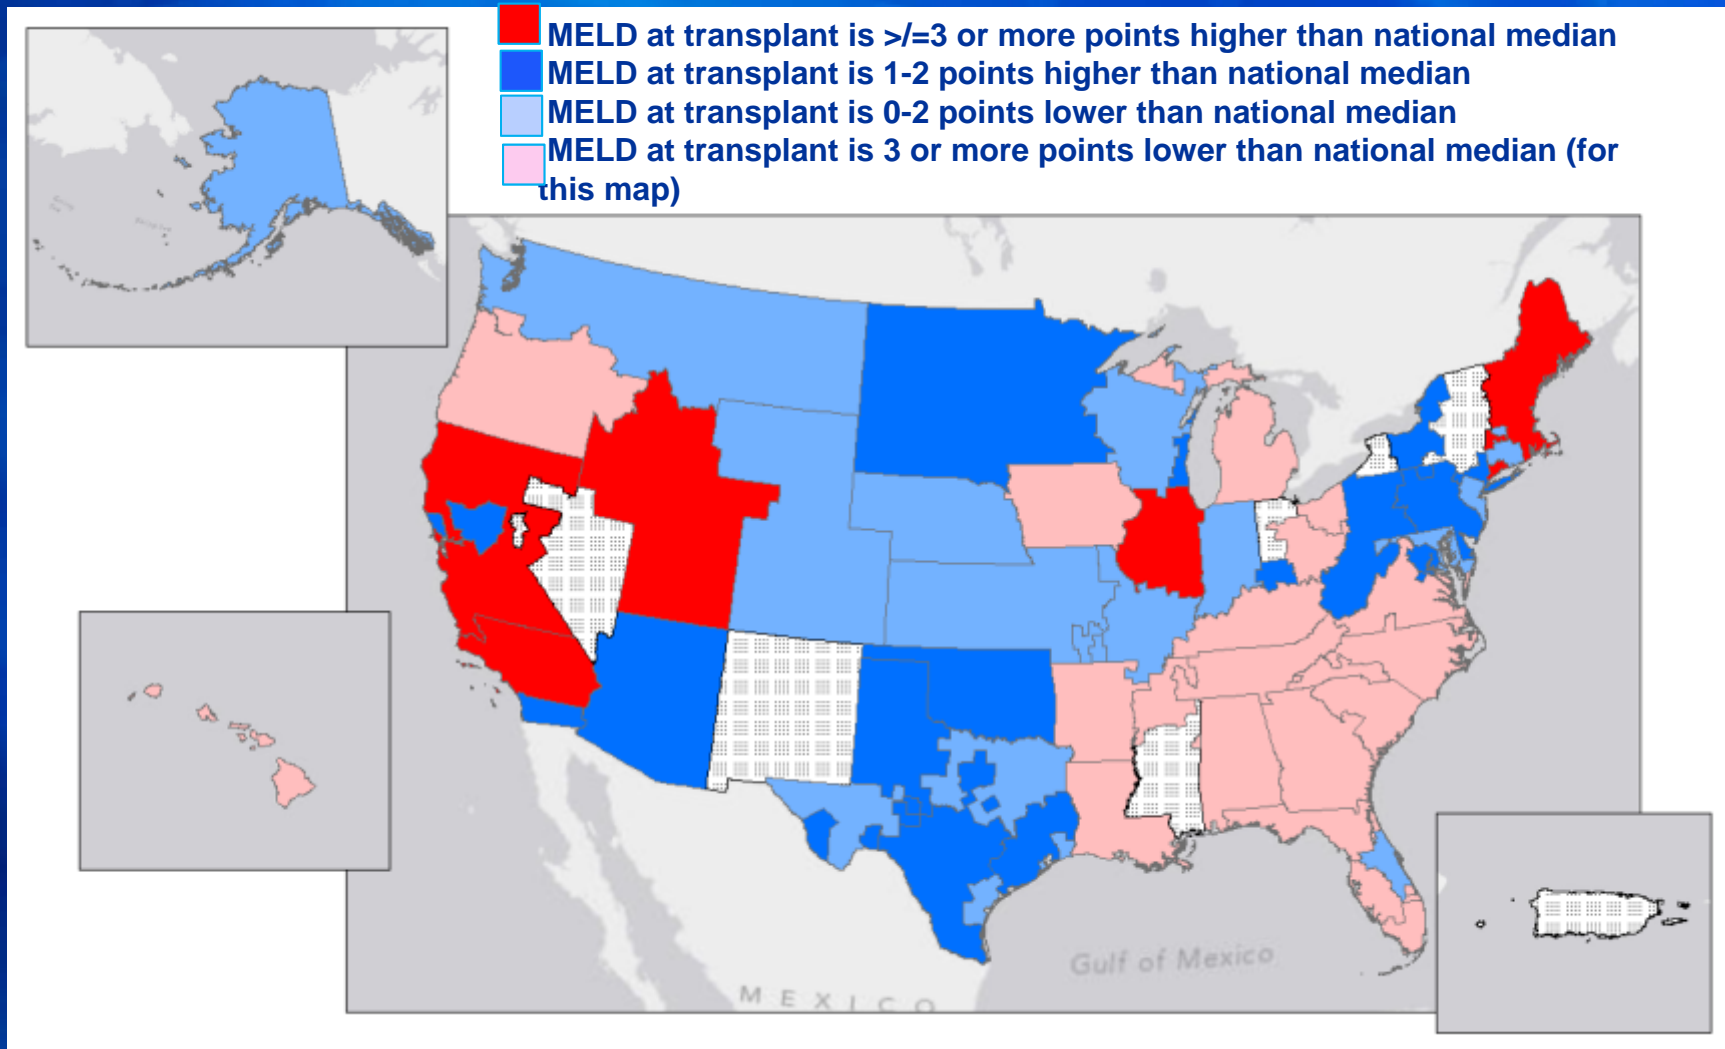 MELD at transplant is >/=3 or more points higher than national median
MELD at transplant is 1-2 points higher than national median
MELD at transplant is 0-2 points lower than national median
MELD at transplant is 3 or more points lower than national median (for
this map)
Gulf of Mexico
MEXICO